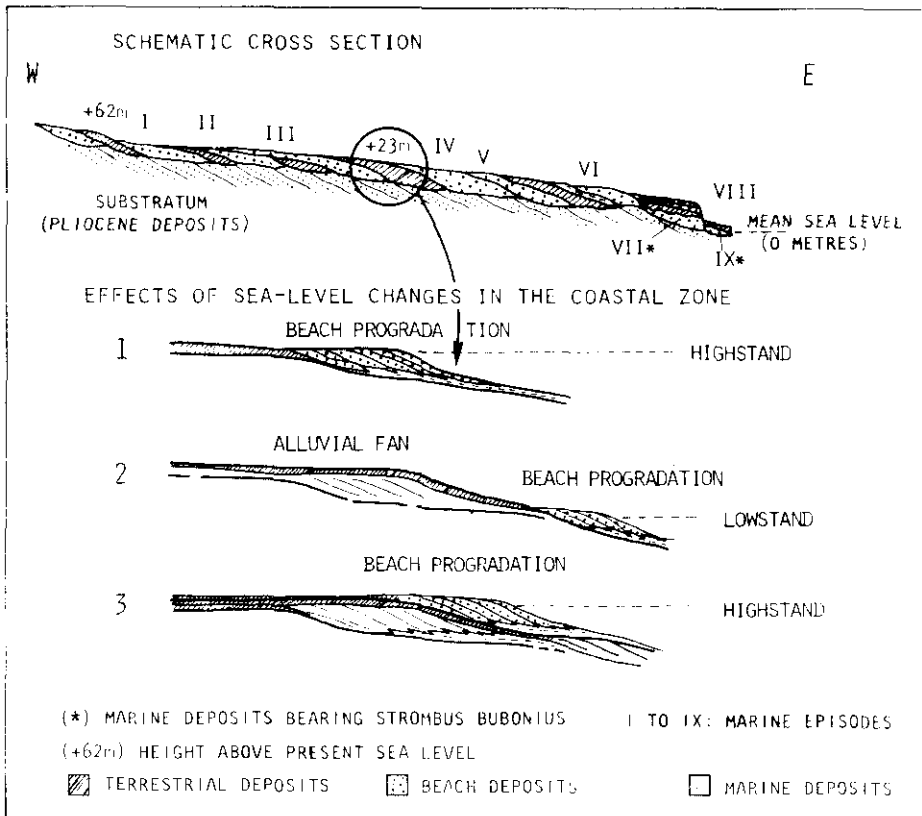 SCHEMATIC CROSS SECTION
W
E
+62m
I
II
III
+23m
IV
V
VI
VIII
SUBSTRATUM
(PLIOCENE DEPOSITS)
MEAN SEA LEVEL
(0 METRES)
VII*
IX*
EFFECTS OF SEA-LEVEL CHANGES IN THE COASTAL ZONE
BEACH PROGRADATION
1
HIGHSTAND
ALLUVIAL FAN
2
BEACH PROGRADATION
LOWSTAND
BEACH PROGRADATION
3
HIGHSTAND
(*) MARINE DEPOSITS BEARING STROMBUS BUBONIUS
I TO IX: MARINE EPISODES
(+62m) HEIGHT ABOVE PRESENT SEA LEVEL
TERRESTRIAL DEPOSITS
BEACH DEPOSITS
MARINE DEPOSITS